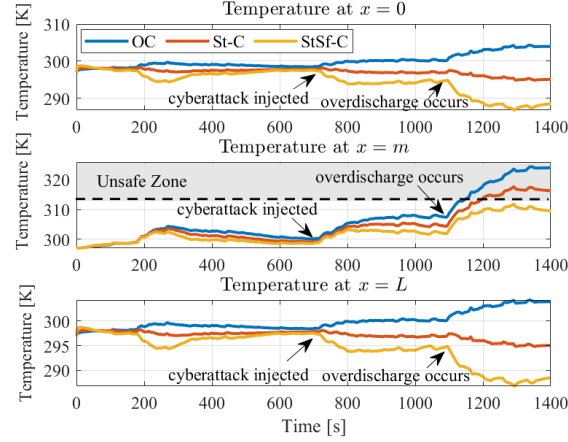 Temperature at x = 0
Temperature [K]
300
290
OC
St-C
StSf-C
cyberattack injected
overdischarge occurs
0 200 400 600 800 1000 1200 1400
Temperature at x = m
Temperature [K]
320
310
300
Unsafe Zone
cyberattack injected
overdischarge occurs
0 200 400 600 800 1000 1200 1400
Temperature at x = L
Temperature [K]
300
295
290
cyberattack injected
overdischarge occurs
0 200 400 600 800 1000 1200 1400
Time [s]